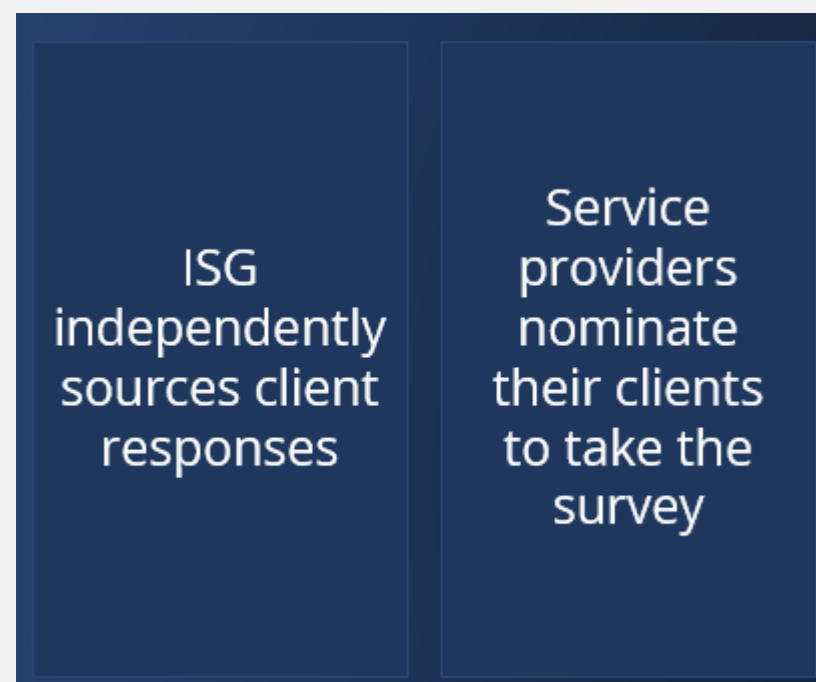 ISG
independently
sources client
responses
Service
providers
nominate
their clients
to take the
survey